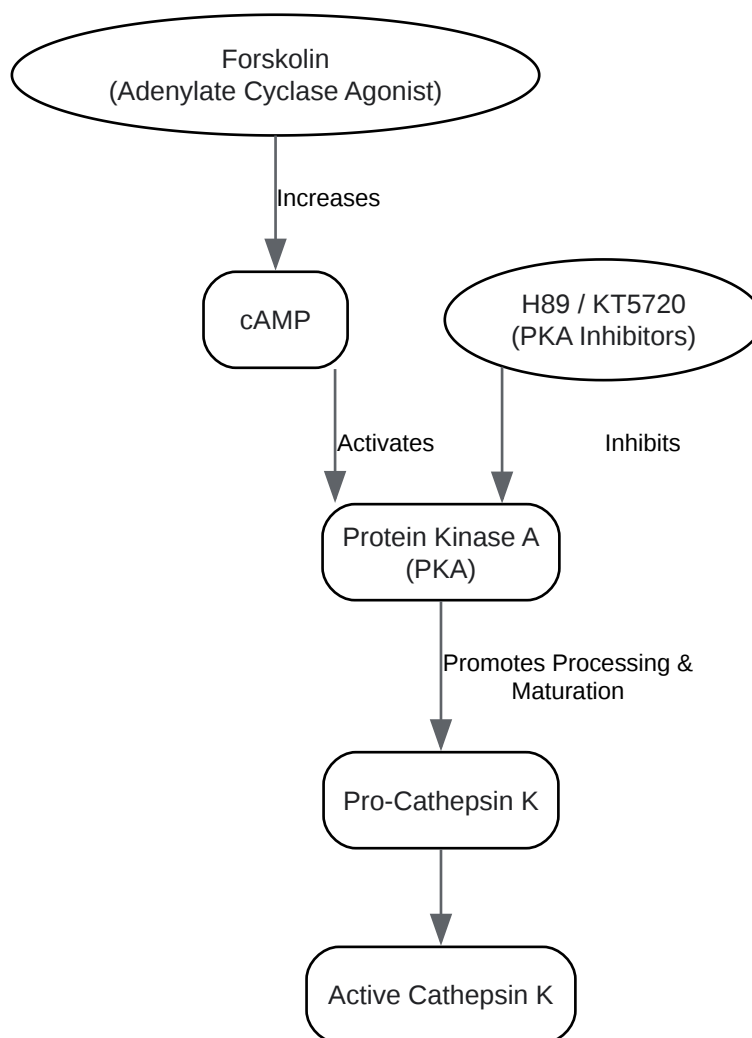 Forskolin
(Adenylate Cyclase Agonist)
Increases
cAMP
H89 / KT5720
(PKA Inhibitors)
Activates
Inhibits
Protein Kinase A
(PKA)
Promotes Processing &
Maturation
Pro-Cathepsin K
Active Cathepsin K